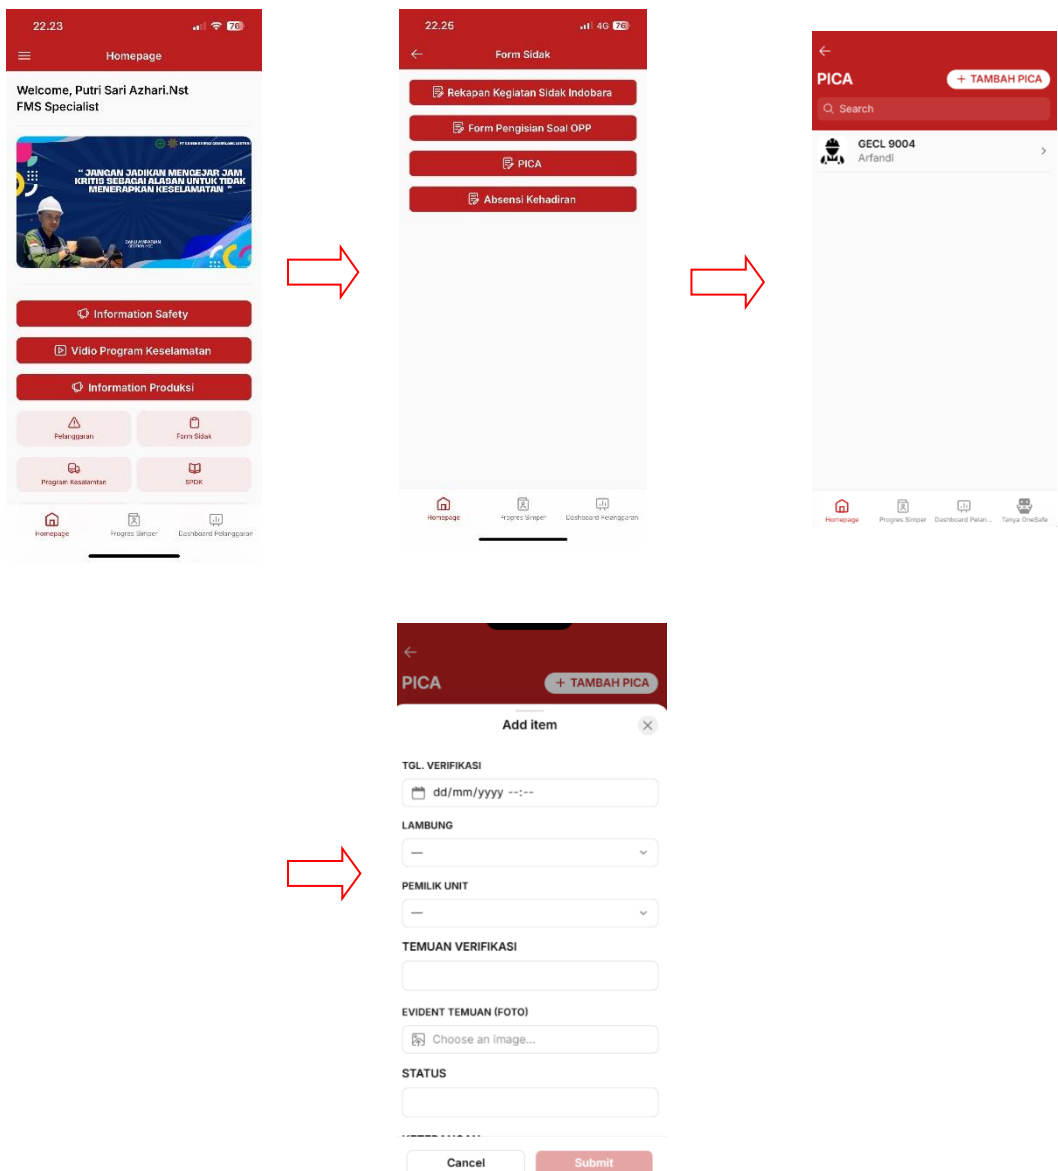 22.23
76
Homepage
Welcome, Putri Sari Azhari.Nst
FMS Specialist
" JANGAN JADIKAN MENGEJAR JAM
KRITIS SEBAGAI ALASAN UNTUK TIDAK
MENERAPKAN KESELAMATAN "
Information Safety
Vidio Program Keselamatan
Information Produksi
Pelanggaran
Form Sidak
Program Keselamatan
SPDK
Homepage
Progres Simper
Dashboard Pelanggaran
22.26
4G 76
Form Sidak
Rekapan Kegiatan Sidak Indobara
Form Pengisian Soal OPP
PICA
Absensi Kehadiran
Homepage
Progres Simper
Dashboard Pelanggaran
PICA
+ TAMBAH PICA
Search
GECL 9004
Arfandi
Homepage
Progres Simper
Dashboard Pelan...
Tanya OneSafe
PICA
+ TAMBAH PICA
Add item
TGL. VERIFIKASI
dd/mm/yyyy --:--
LAMBUNG
—
PEMILIK UNIT
—
TEMUAN VERIFIKASI
EVIDENT TEMUAN (FOTO)
Choose an image...
STATUS
Cancel
Submit